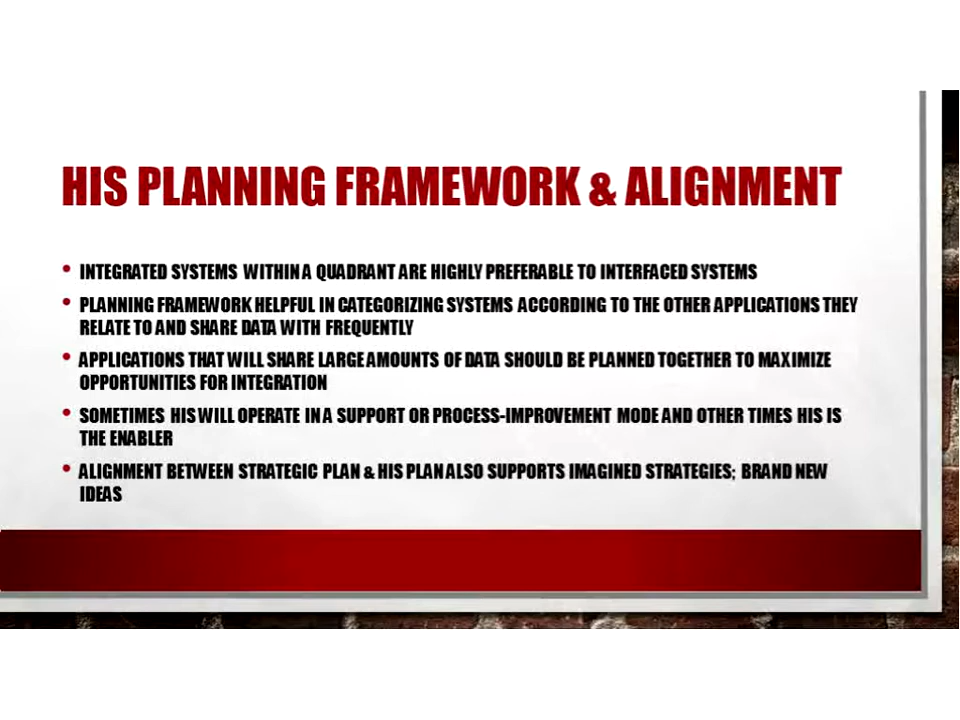 HIS PLANNING FRAMEWORK & ALIGNMENT
• INTEGRATED SYSTEMS WITHIN A QUADRANT ARE HIGHLY PREFERABLE TO INTERFACED SYSTEMS
• PLANNING FRAMEWORK HELPFUL IN CATEGORIZING SYSTEMS ACCORDING TO THE OTHER APPLICATIONS THEY
RELATE TO AND SHARE DATA WITH FREQUENTLY
• APPLICATIONS THAT WILL SHARE LARGE AMOUNTS OF DATA SHOULD BE PLANNED TOGETHER TO MAXIMIZE
OPPORTUNITIES FOR INTEGRATION
• SOMETIMES HIS WILL OPERATE IN A SUPPORT OR PROCESS-IMPROVEMENT MODE AND OTHER TIMES HIS IS
THE ENABLER
• ALIGNMENT BETWEEN STRATEGIC PLAN & HIS PLAN ALSO SUPPORTS IMAGINED STRATEGIES; BRAND NEW
IDEAS